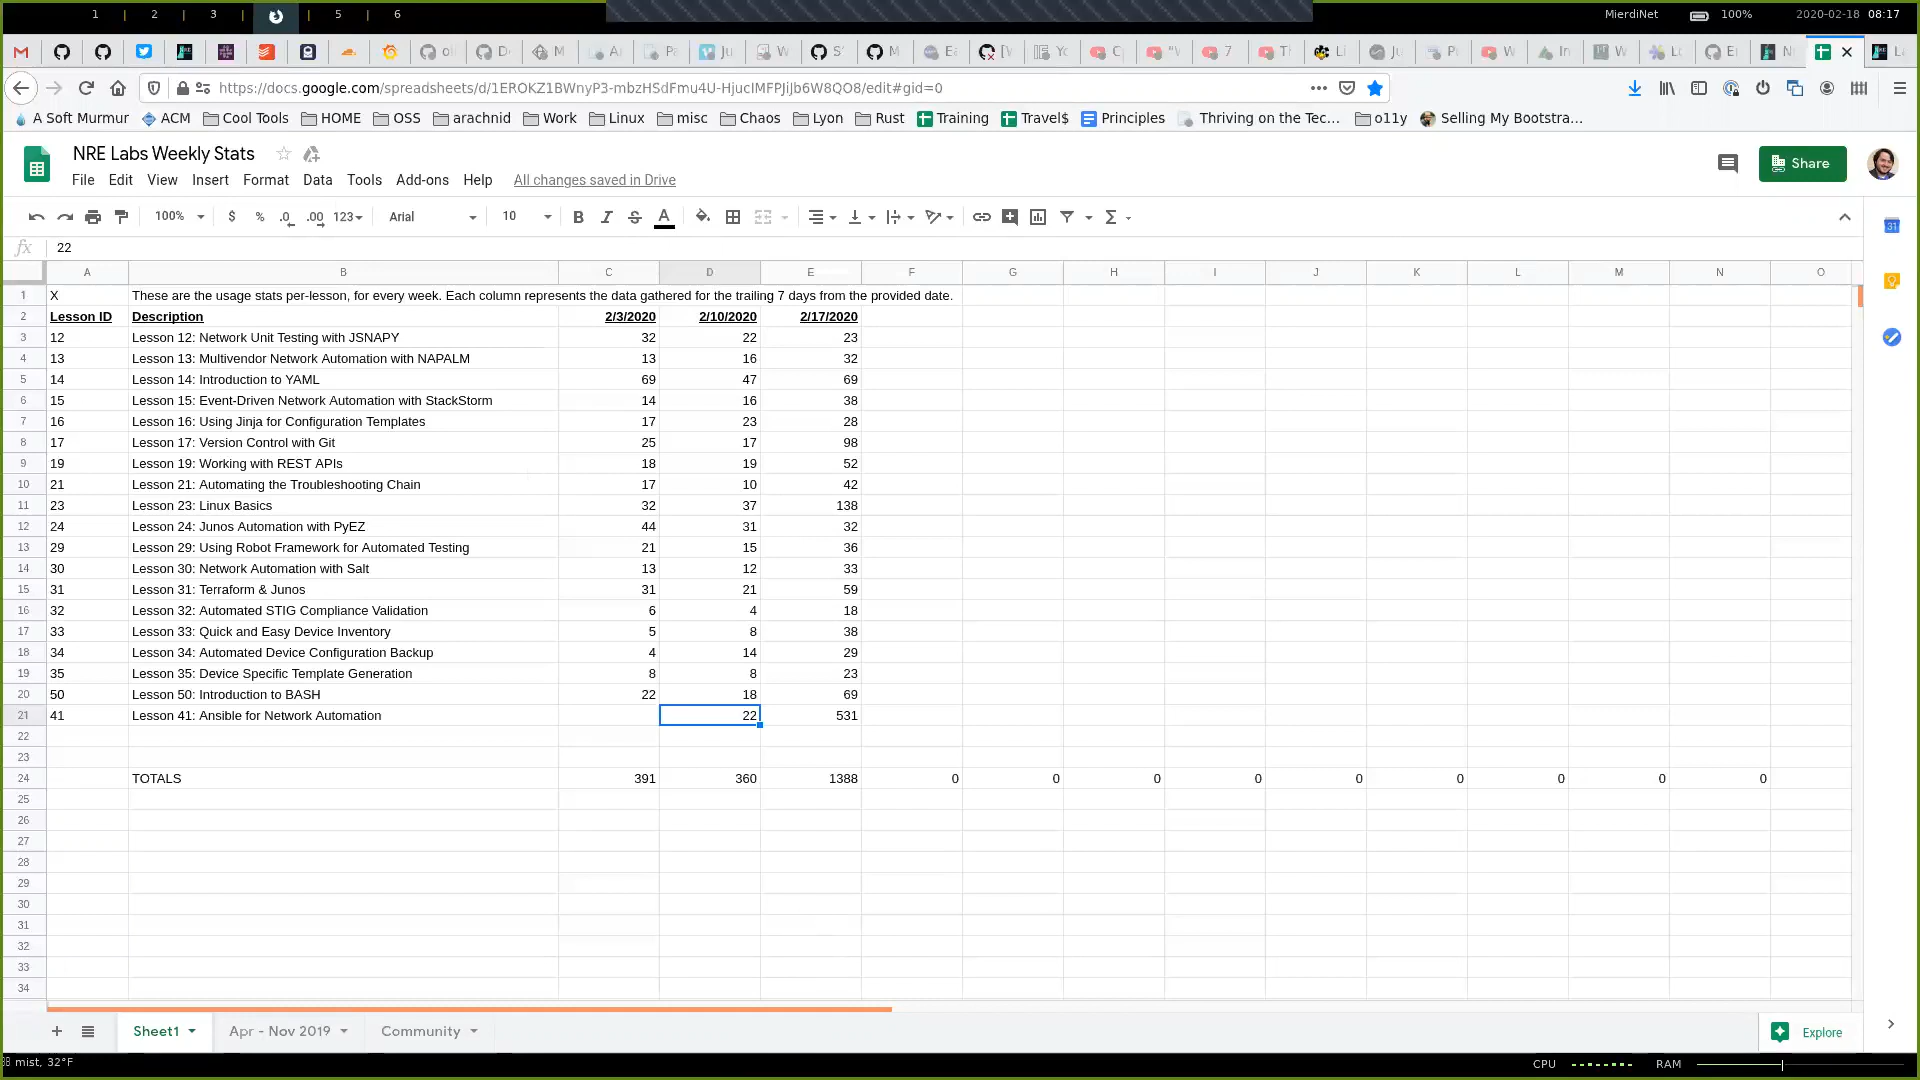 1 | 2 | 3 | | 5 | 6 MierdiNet 100% 2020-02-18 08:17
https://docs.google.com/spreadsheets/d/1EROKZ1BWnyP3-mbzHSdFmu4U-HjucIMFPJiJb6W8QO8/edit#gid=0
A Soft Murmur ACM Cool Tools HOME OSS arachnid Work Linux misc Chaos Lyon Rust Training Travel$ Principles Thriving on the Tec… o11y Selling My Bootstra…
NRE Labs Weekly Stats
Share
File Edit View Insert Format Data Tools Add-ons Help All changes saved in Drive
100% $ % .0 .00 123 Arial 10 B I S A Σ
fx 22
A B C D E F G H I J K L M N O
1 X These are the usage stats per-lesson, for every week. Each column represents the data gathered for the trailing 7 days from the provided date.
2 Lesson ID Description 2/3/2020 2/10/2020 2/17/2020
3 12 Lesson 12: Network Unit Testing with JSNAPY 32 22 23
4 13 Lesson 13: Multivendor Network Automation with NAPALM 13 16 32
5 14 Lesson 14: Introduction to YAML 69 47 69
6 15 Lesson 15: Event-Driven Network Automation with StackStorm 14 16 38
7 16 Lesson 16: Using Jinja for Configuration Templates 17 23 28
8 17 Lesson 17: Version Control with Git 25 17 98
9 19 Lesson 19: Working with REST APIs 18 19 52
10 21 Lesson 21: Automating the Troubleshooting Chain 17 10 42
11 23 Lesson 23: Linux Basics 32 37 138
12 24 Lesson 24: Junos Automation with PyEZ 44 31 32
13 29 Lesson 29: Using Robot Framework for Automated Testing 21 15 36
14 30 Lesson 30: Network Automation with Salt 13 12 33
15 31 Lesson 31: Terraform & Junos 31 21 59
16 32 Lesson 32: Automated STIG Compliance Validation 6 4 18
17 33 Lesson 33: Quick and Easy Device Inventory 5 8 38
18 34 Lesson 34: Automated Device Configuration Backup 4 14 29
19 35 Lesson 35: Device Specific Template Generation 8 8 23
20 50 Lesson 50: Introduction to BASH 22 18 69
21 41 Lesson 41: Ansible for Network Automation 22 531
22
23
24 TOTALS 391 360 1388 0 0 0 0 0 0 0 0 0
25
26
27
28
29
30
31
32
33
34
Sheet1 Apr - Nov 2019 Community Explore
mist, 32°F CPU RAM